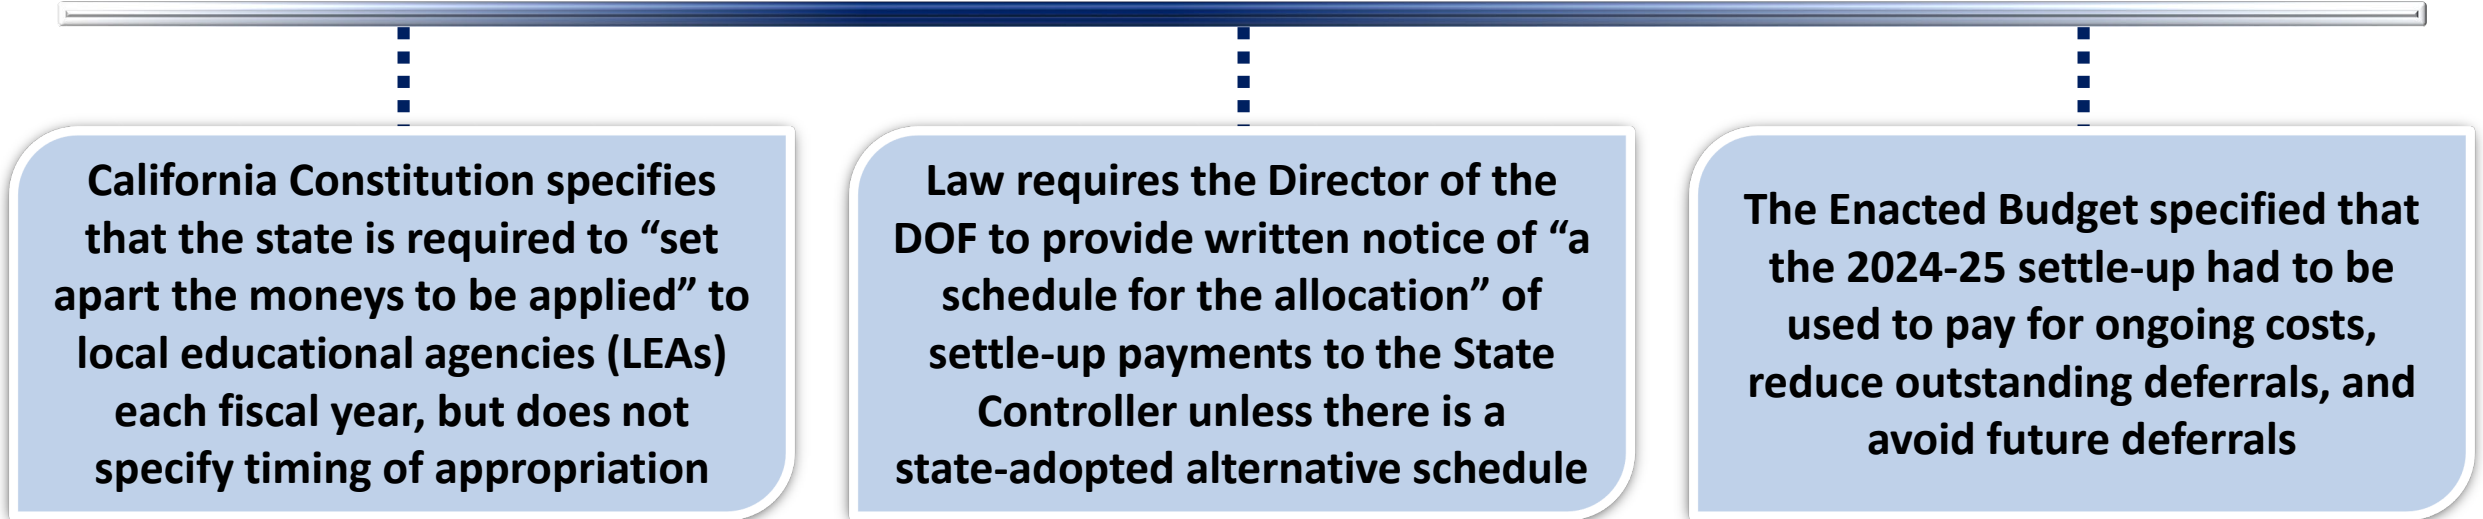 California Constitution specifies
that the state is required to “set
apart the moneys to be applied” to
local educational agencies (LEAs)
each fiscal year, but does not
specify timing of appropriation
Law requires the Director of the
DOF to provide written notice of “a
schedule for the allocation” of
settle-up payments to the State
Controller unless there is a
state-adopted alternative schedule
The Enacted Budget specified that
the 2024-25 settle-up had to be
used to pay for ongoing costs,
reduce outstanding deferrals, and
avoid future deferrals